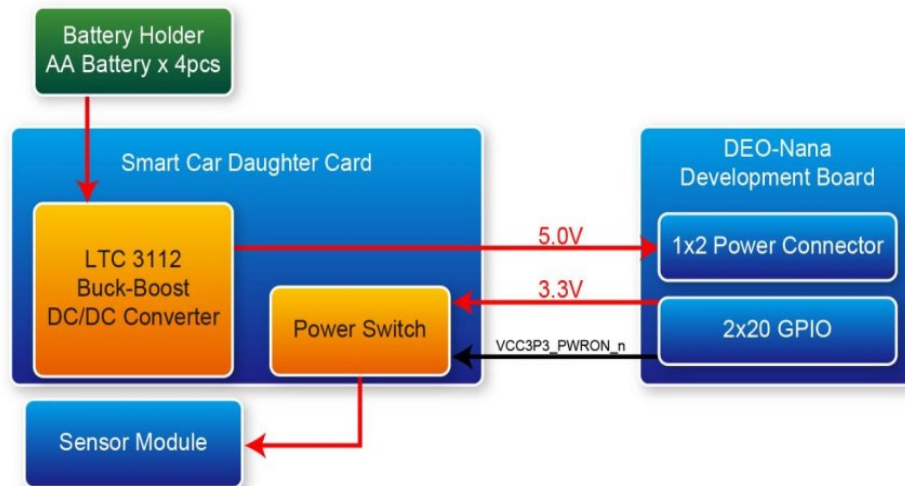 Battery Holder
AA Battery x 4pcs
Smart Car Daughter Card
DEO-Nana
Development Board
LTC 3112
Buck-Boost
DC/DC Converter
5.0V
1x2 Power Connector
3.3V
Power Switch
2x20 GPIO
VCC3P3_PWRON_n
Sensor Module